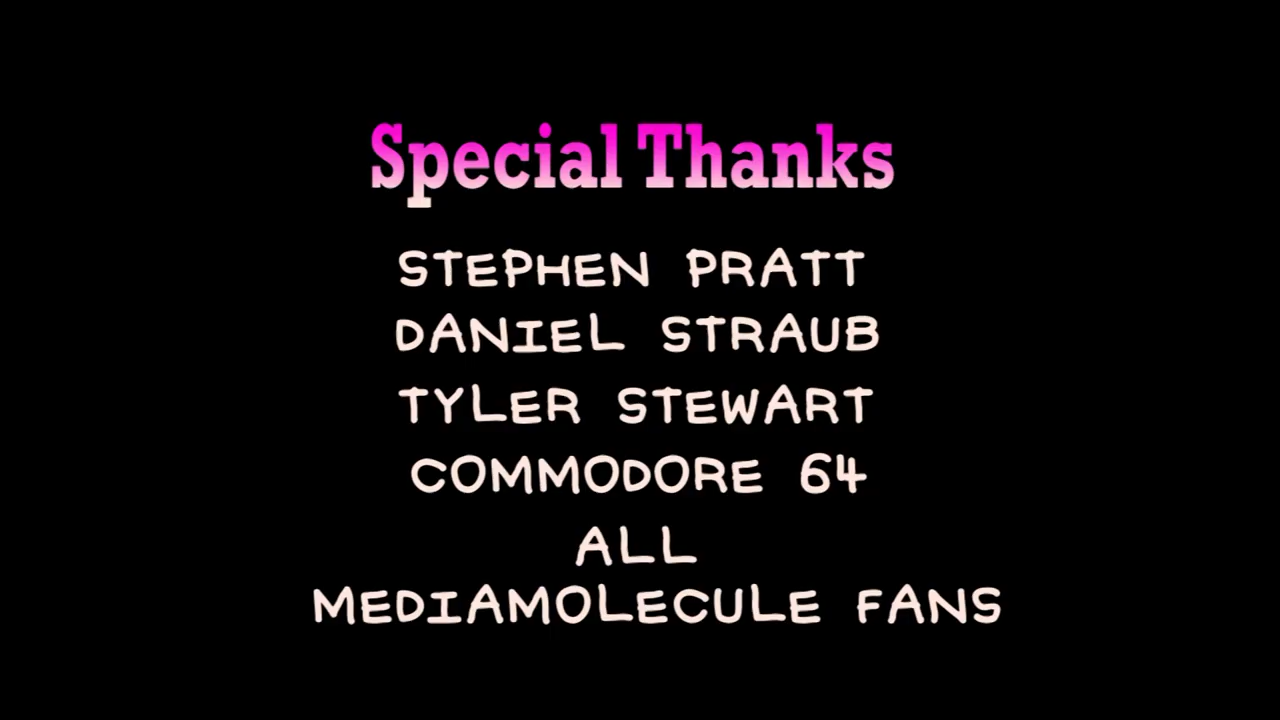 Special Thanks
STEPHEN PRATT
DANIEL STRAUB
TYLER STEWART
COMMODORE 64
ALL
MEDIAMOLECULE FANS